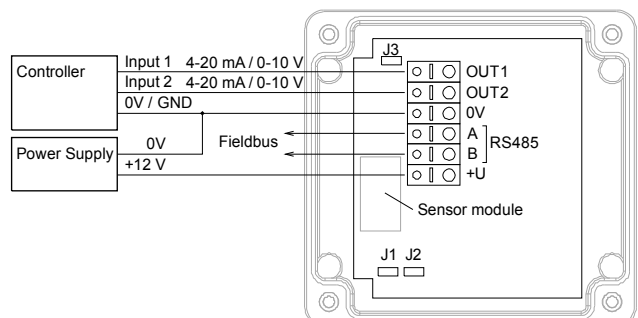 J3
Controller
Input 1 4-20 mA / 0-10 V
OUT1
Input 2 4-20 mA / 0-10 V
OUT2
0V / GND
0V
Fieldbus
A
RS485
B
Power Supply
0V
+12 V
+U
Sensor module
J1 J2